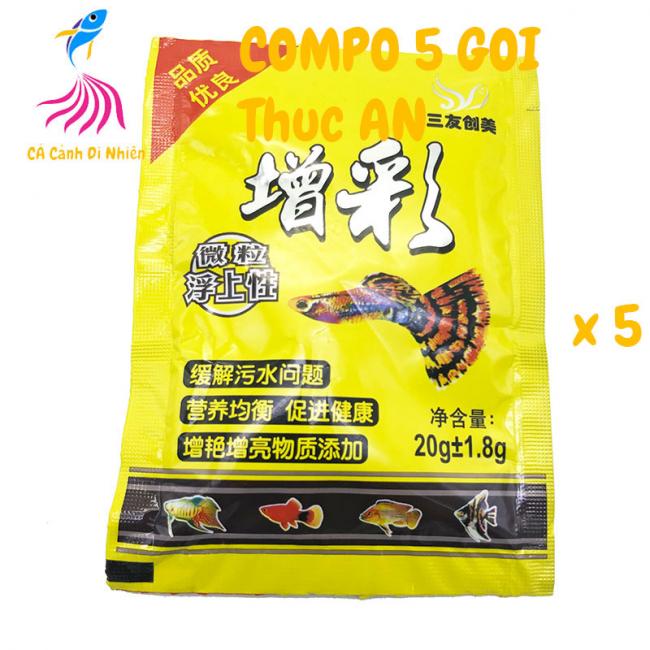 COMPO 5 GOI
Thuc AN
品质
优良
三友创美
CÁ Cảnh Dĩ Nhiên
增彩
微粒
浮上性
x 5
缓解污水问题
营养均衡 促进健康
增艳增亮物质添加
净含量：
20g±1.8g